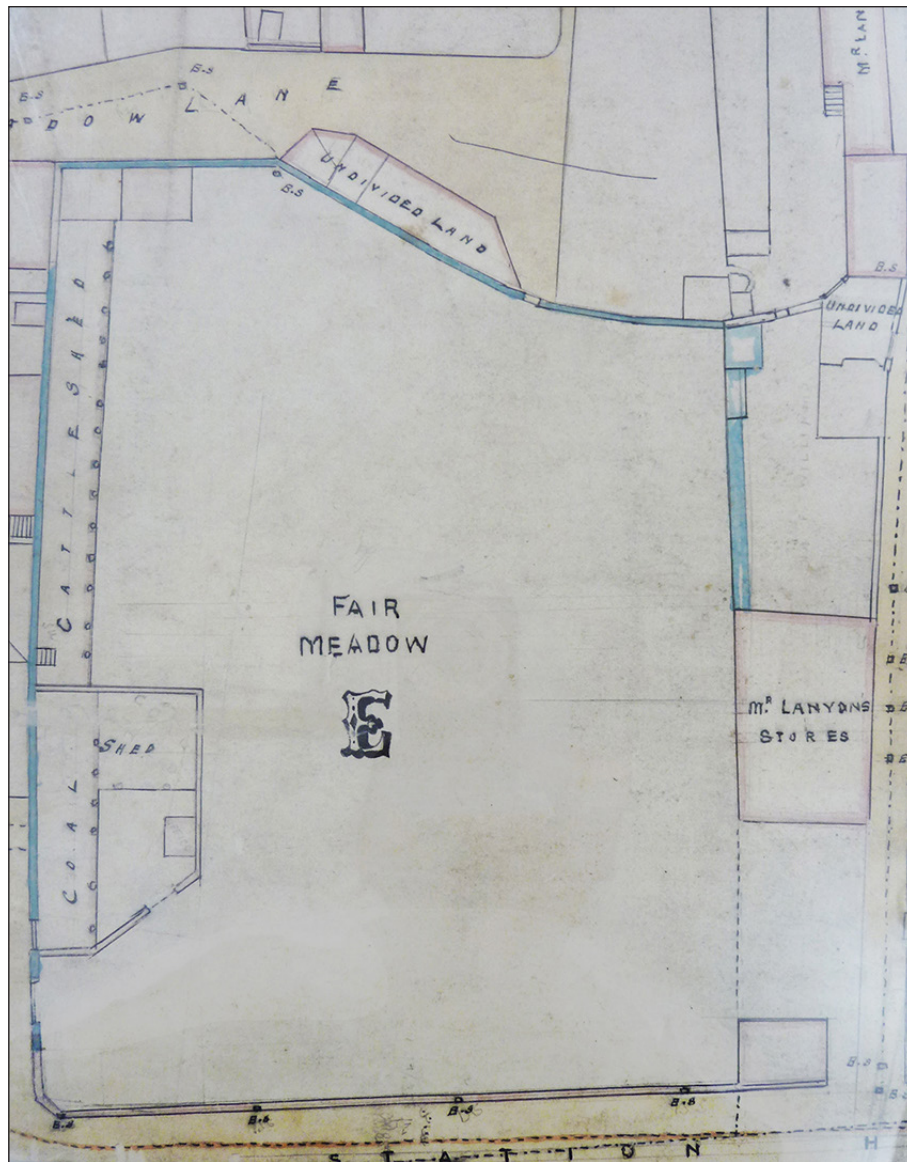 Mᴿ LAN
B.S
B.S
DOW LANE
UNDIVIDED LAND
B.S
B.S
UNDIVIDED
LAND
CATTLE SHED
FAIR
MEADOW
E
Mᴿ LANYONS
STORES
COAL SHED
B.S
B.S
B.S
B.S
B.S
B.S
STATION
H